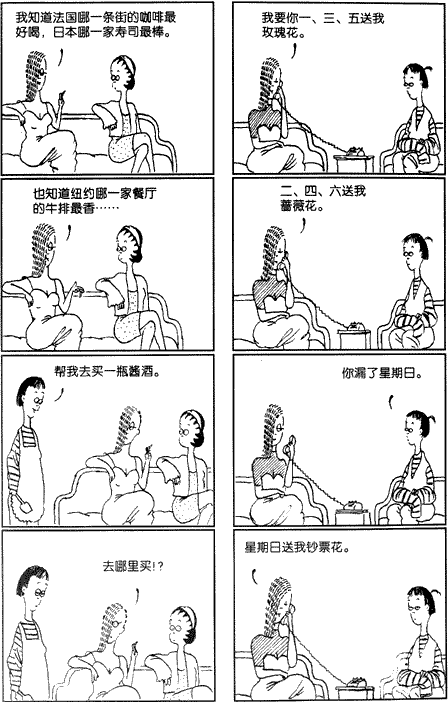 我知道法国哪一条街的咖啡最
好喝，日本哪一家寿司最棒。
也知道纽约哪一家餐厅
的牛排最香……
帮我去买一瓶酱酒。
去哪里买!?
我要你一、三、五送我
玫瑰花。
二、四、六送我
蔷薇花。
你漏了星期日。
星期日送我钞票花。